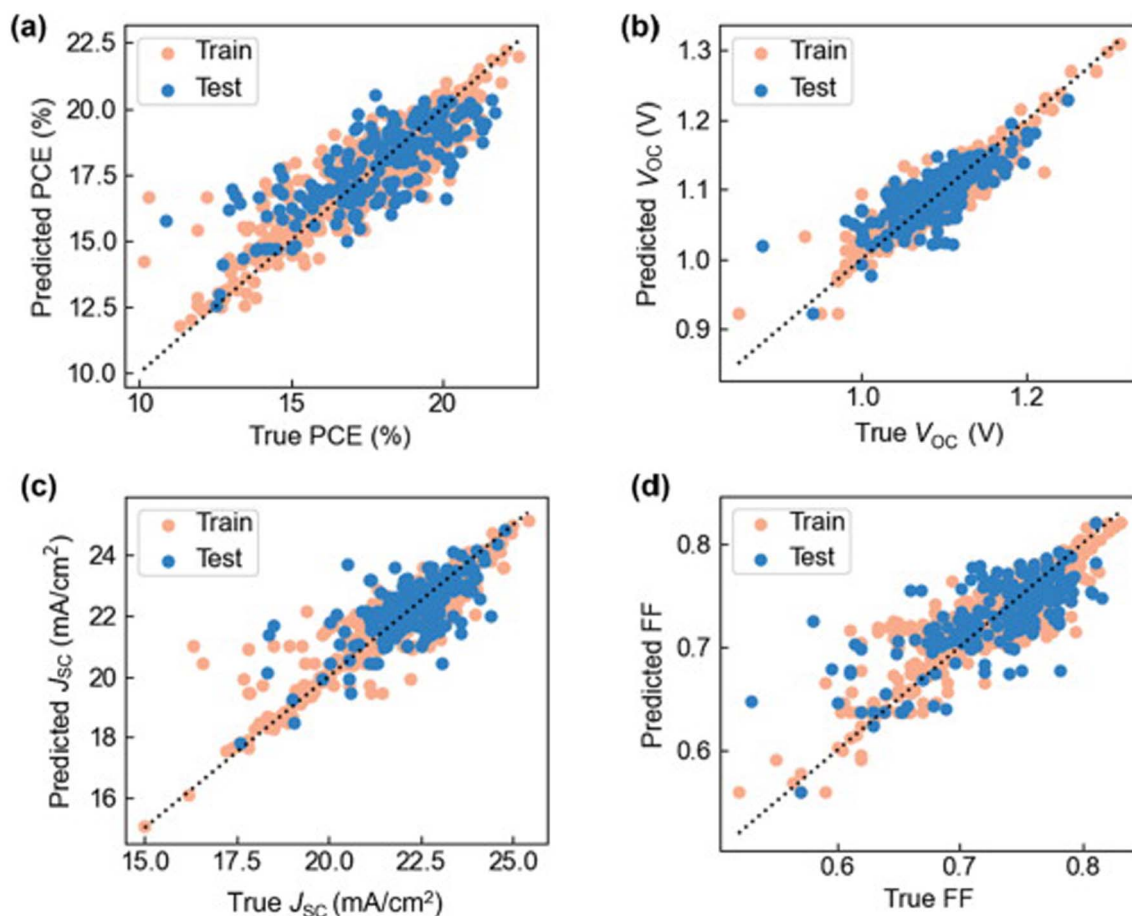 (a)
22.5
20.0
17.5
15.0
12.5
10.0
Predicted PCE (%)
Train
Test
10
15
20
True PCE (%)
(b)
1.3
1.2
1.1
1.0
0.9
Predicted VOC (V)
Train
Test
1.0
1.2
True VOC (V)
(c)
24
22
20
18
16
Predicted JSC (mA/cm²)
Train
Test
15.0
17.5
20.0
22.5
25.0
True JSC (mA/cm²)
(d)
0.8
0.7
0.6
Predicted FF
Train
Test
0.6
0.7
0.8
True FF